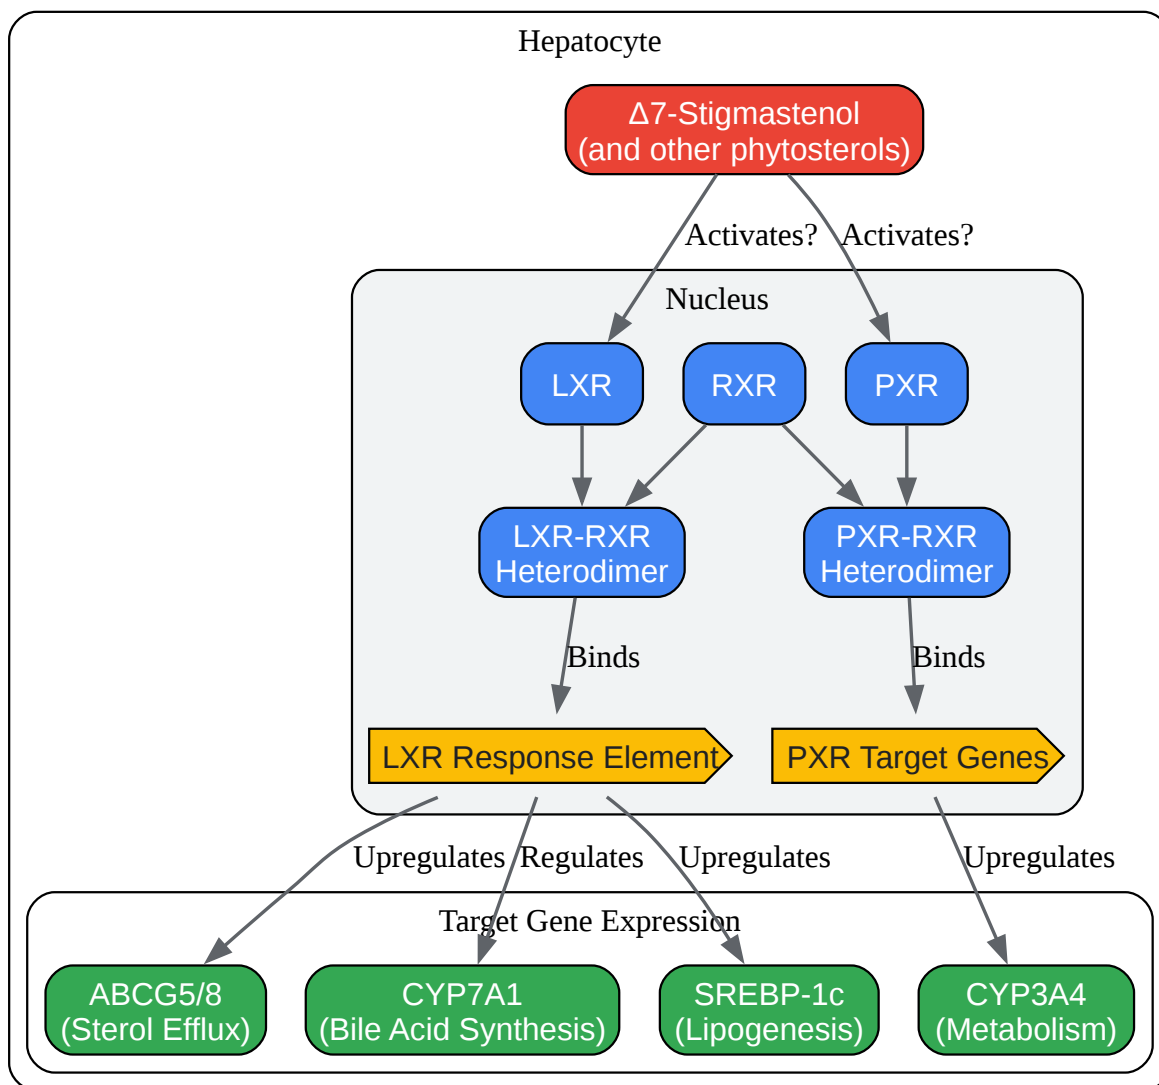 Hepatocyte
Δ7-Stigmastenol
(and other phytosterols)
Activates?
Activates?
Nucleus
LXR
RXR
PXR
LXR-RXR
Heterodimer
PXR-RXR
Heterodimer
Binds
Binds
LXR Response Element
PXR Target Genes
Upregulates
Regulates
Upregulates
Upregulates
Target Gene Expression
ABCG5/8
(Sterol Efflux)
CYP7A1
(Bile Acid Synthesis)
SREBP-1c
(Lipogenesis)
CYP3A4
(Metabolism)